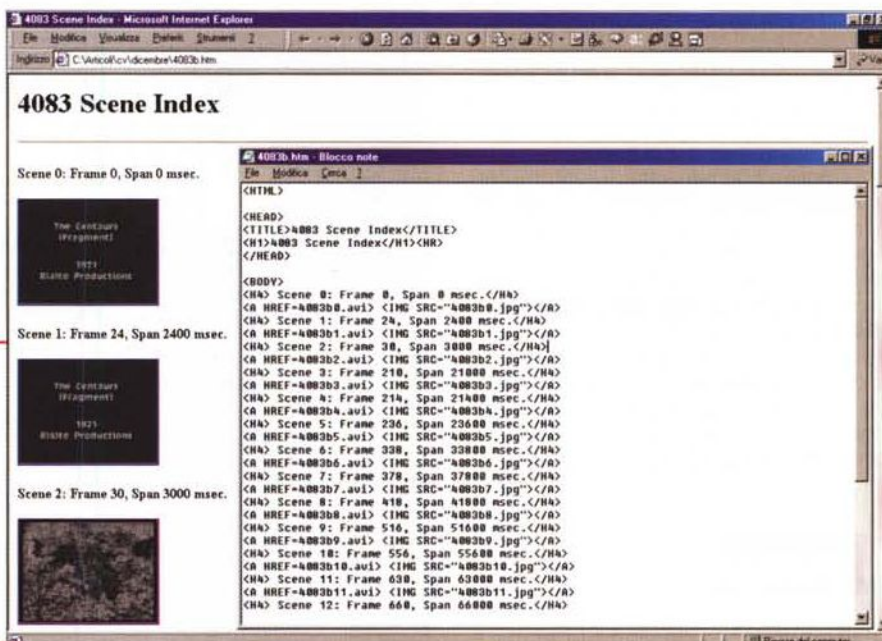 4083 Scene Index - Microsoft Internet Explorer
File Modifica Visualizza Preferiti Strumenti ?
Indirizzo C:\Articoli\cv\dicembre\4083b.htm
4083 Scene Index
Scene 0: Frame 0, Span 0 msec.
The Centaurs
(Fragment)
1921
Rialto Productions
Scene 1: Frame 24, Span 2400 msec.
The Centaurs
(Fragment)
1921
Rialto Productions
Scene 2: Frame 30, Span 3000 msec.
4083b.htm - Blocco note
File Modifica Cerca ?
<HTML>
<HEAD>
<TITLE>4083 Scene Index</TITLE>
<H1>4083 Scene Index</H1><HR>
</HEAD>
<BODY>
<H4> Scene 0: Frame 0, Span 0 msec.</H4>
<A HREF=4083b0.avi> <IMG SRC="4083b0.jpg"></A>
<H4> Scene 1: Frame 24, Span 2400 msec.</H4>
<A HREF=4083b1.avi> <IMG SRC="4083b1.jpg"></A>
<H4> Scene 2: Frame 30, Span 3000 msec.</H4>
<A HREF=4083b2.avi> <IMG SRC="4083b2.jpg"></A>
<H4> Scene 3: Frame 210, Span 21000 msec.</H4>
<A HREF=4083b3.avi> <IMG SRC="4083b3.jpg"></A>
<H4> Scene 4: Frame 214, Span 21400 msec.</H4>
<A HREF=4083b4.avi> <IMG SRC="4083b4.jpg"></A>
<H4> Scene 5: Frame 236, Span 23600 msec.</H4>
<A HREF=4083b5.avi> <IMG SRC="4083b5.jpg"></A>
<H4> Scene 6: Frame 338, Span 33800 msec.</H4>
<A HREF=4083b6.avi> <IMG SRC="4083b6.jpg"></A>
<H4> Scene 7: Frame 378, Span 37800 msec.</H4>
<A HREF=4083b7.avi> <IMG SRC="4083b7.jpg"></A>
<H4> Scene 8: Frame 418, Span 41800 msec.</H4>
<A HREF=4083b8.avi> <IMG SRC="4083b8.jpg"></A>
<H4> Scene 9: Frame 516, Span 51600 msec.</H4>
<A HREF=4083b9.avi> <IMG SRC="4083b9.jpg"></A>
<H4> Scene 10: Frame 556, Span 55600 msec.</H4>
<A HREF=4083b10.avi> <IMG SRC="4083b10.jpg"></A>
<H4> Scene 11: Frame 630, Span 63000 msec.</H4>
<A HREF=4083b11.avi> <IMG SRC="4083b11.jpg"></A>
<H4> Scene 12: Frame 660, Span 66000 msec.</H4>
Risorse del computer